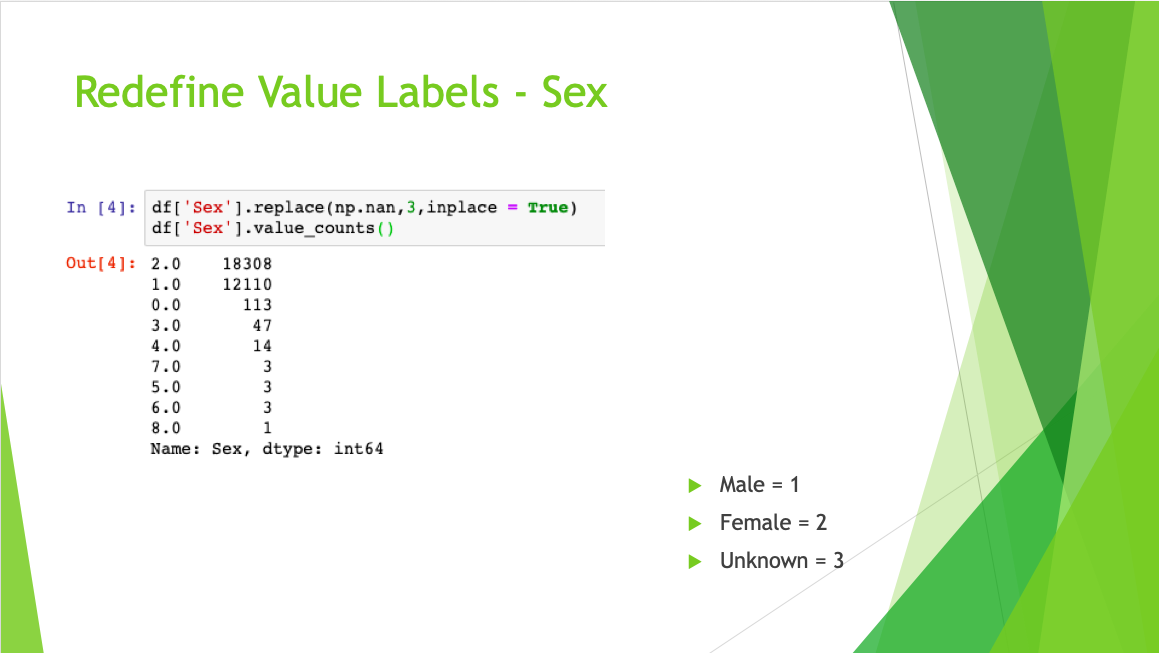 Redefine Value Labels - Sex
In [4]: df['Sex'].replace(np.nan,3,inplace = True)
df['Sex'].value_counts()
Out[4]: 2.0 18308
1.0 12110
0.0 113
3.0 47
4.0 14
7.0 3
5.0 3
6.0 3
8.0 1
Name: Sex, dtype: int64
Male = 1
Female = 2
Unknown = 3